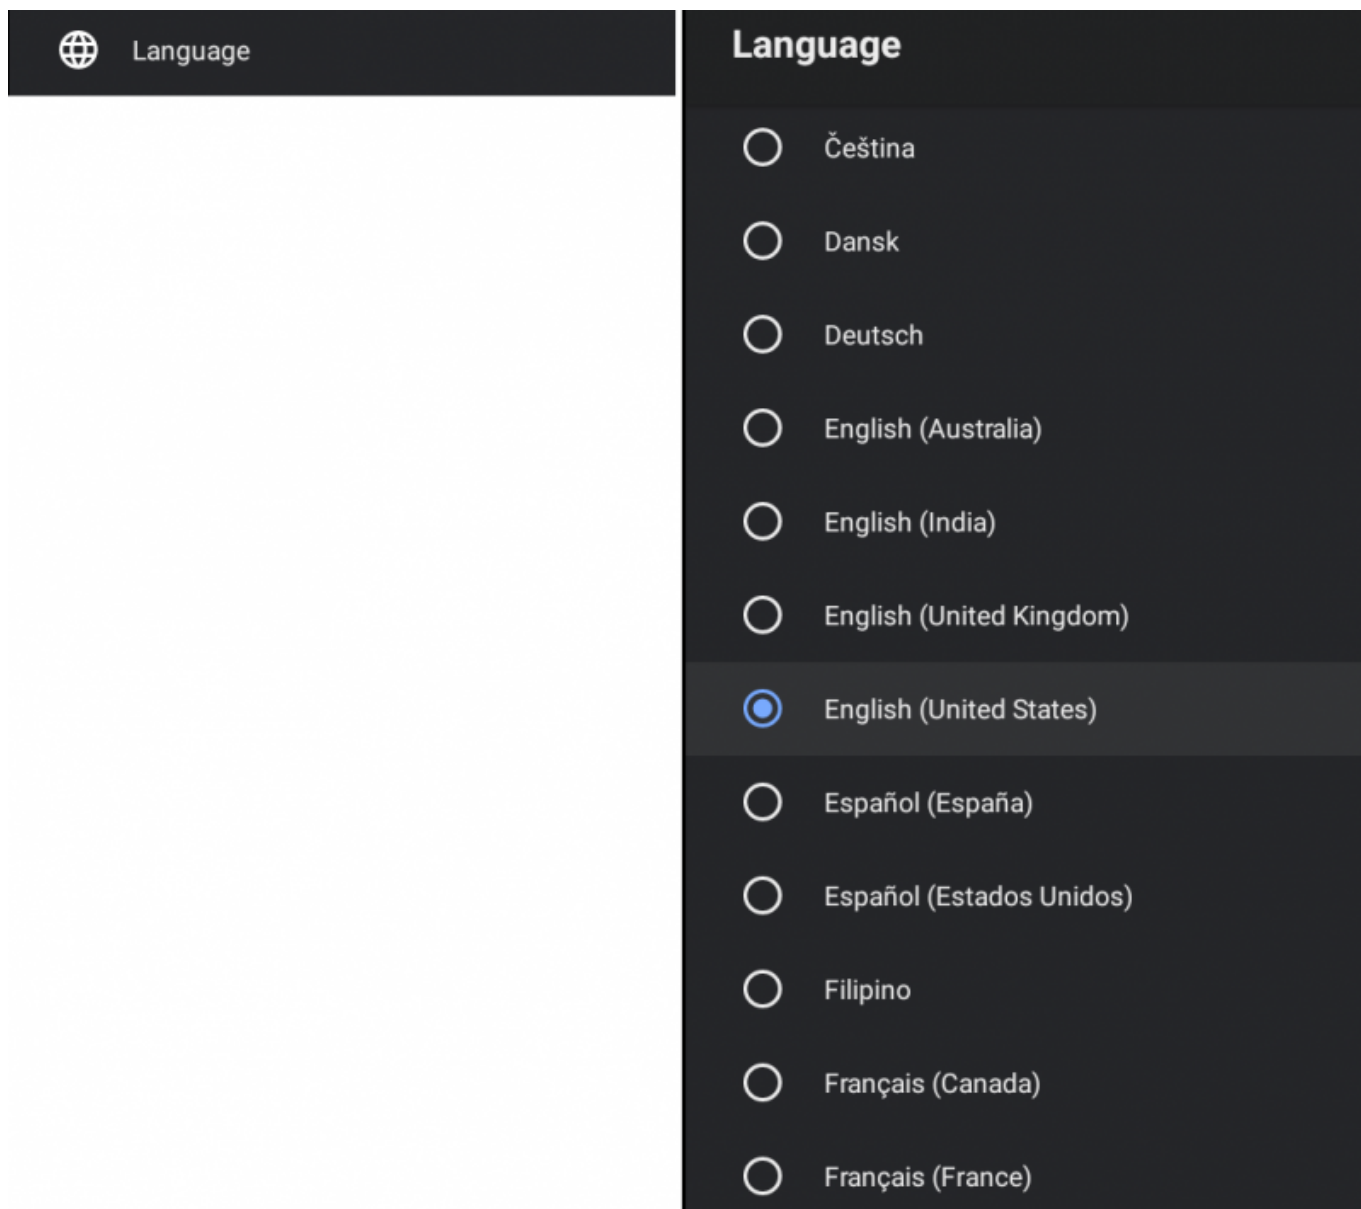 Language
Language
Čeština
Dansk
Deutsch
English (Australia)
English (India)
English (United Kingdom)
English (United States)
Español (España)
Español (Estados Unidos)
Filipino
Français (Canada)
Français (France)